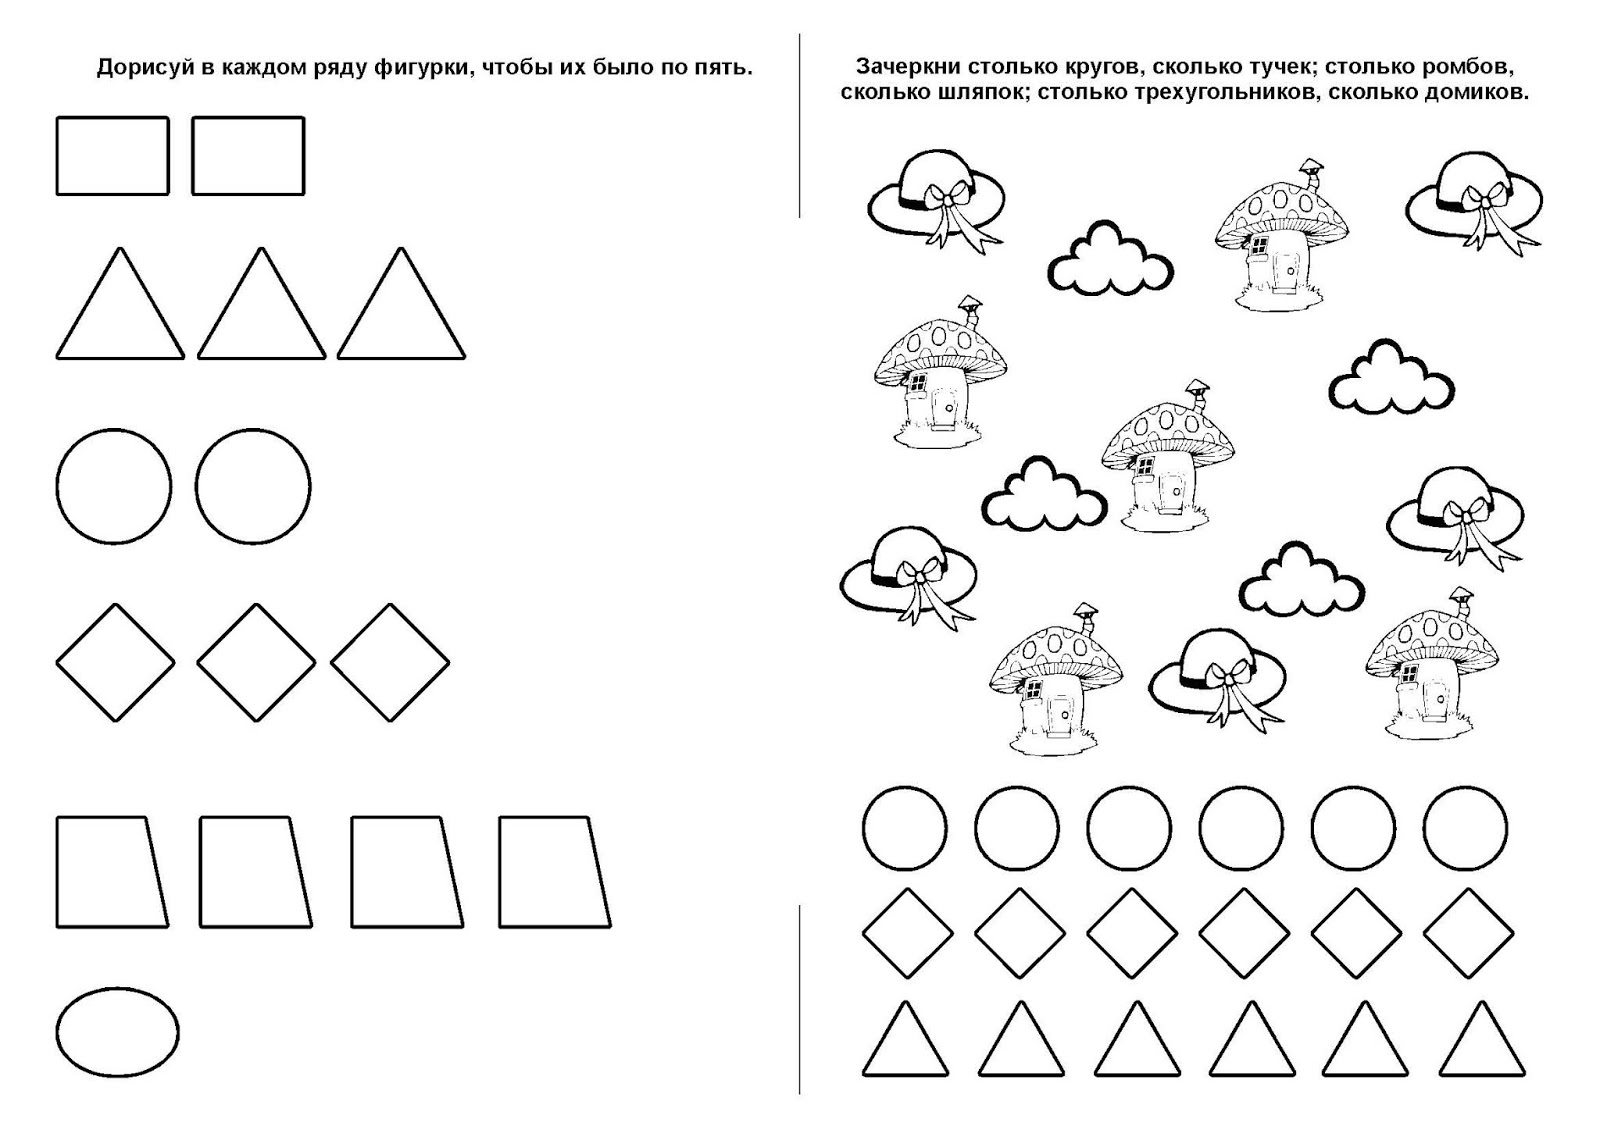 Дорисуй в каждом ряду фигурки, чтобы их было по пять.
Зачеркни столько кругов, сколько тучек; столько ромбов,
сколько шляпок; столько трехугольников, сколько домиков.